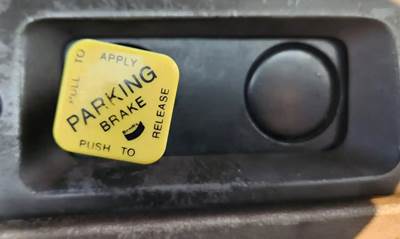 PULL TO
APPLY
PARKING
BRAKE
PUSH TO
RELEASE